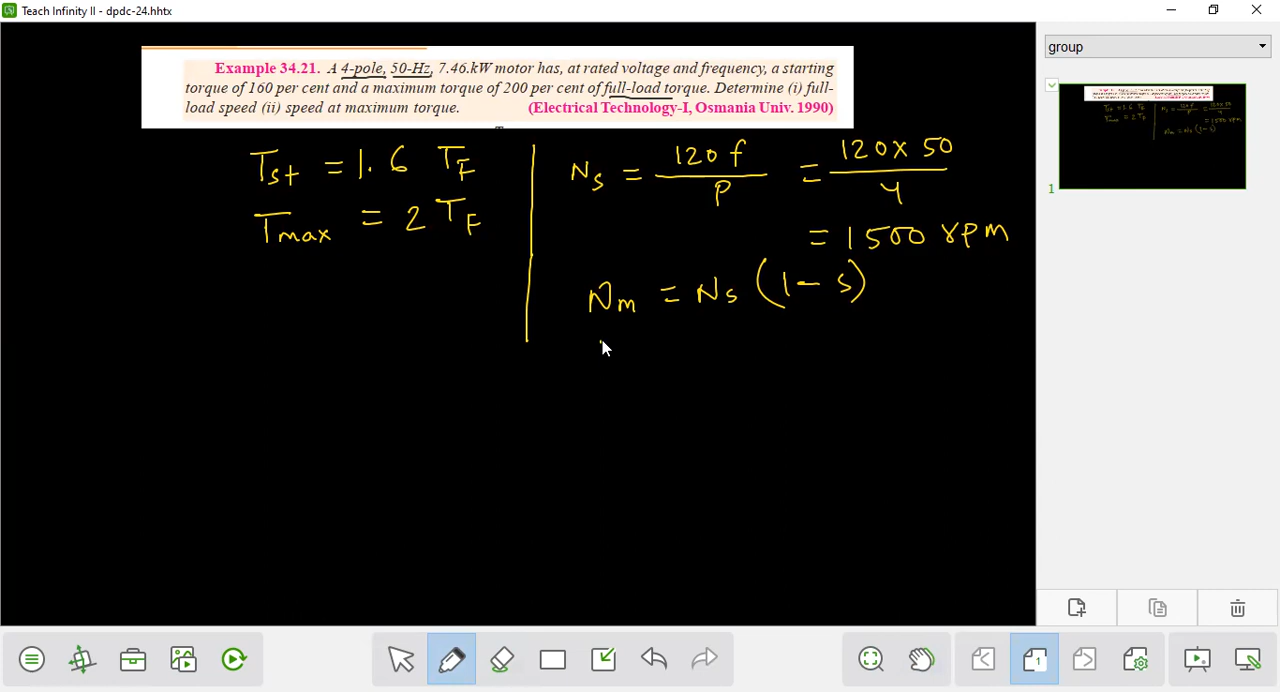 Teach Infinity II - dpdc-24.hhtx
group
Example 34.21. A 4-pole, 50-Hz, 7.46.kW motor has, at rated voltage and frequency, a starting
torque of 160 per cent and a maximum torque of 200 per cent of full-load torque. Determine (i) full-
load speed (ii) speed at maximum torque. (Electrical Technology-I, Osmania Univ. 1990)
Tst = 1.6 TF
Tmax = 2 TF
Ns = 120 f / P = 120 x 50 / 4
= 1500 rpm
Nm = Ns (1 - s)
1
1